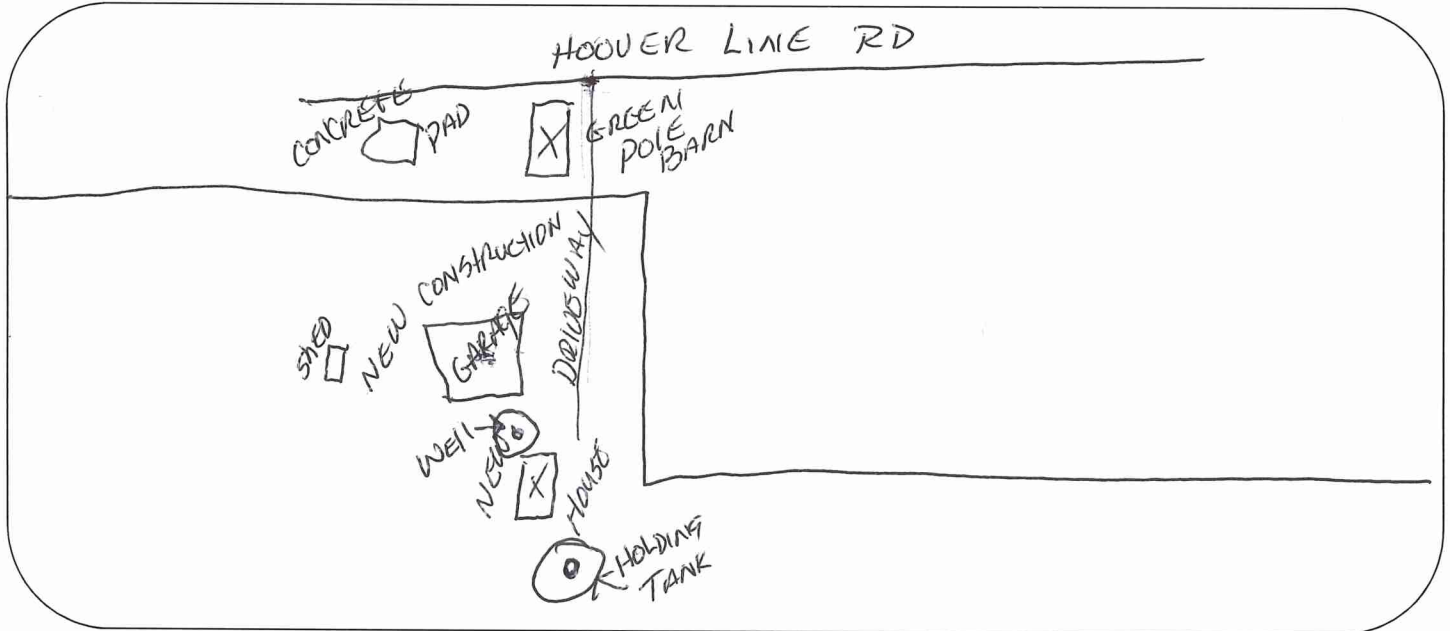 HOOVER LINE RD
CONCRETE PAD
GREEN
POLE
BARN
NEW CONSTRUCTION
GARAGE
DRIVEWAY
SHED
WELL
NEW HOUSE
HOLDING
TANK